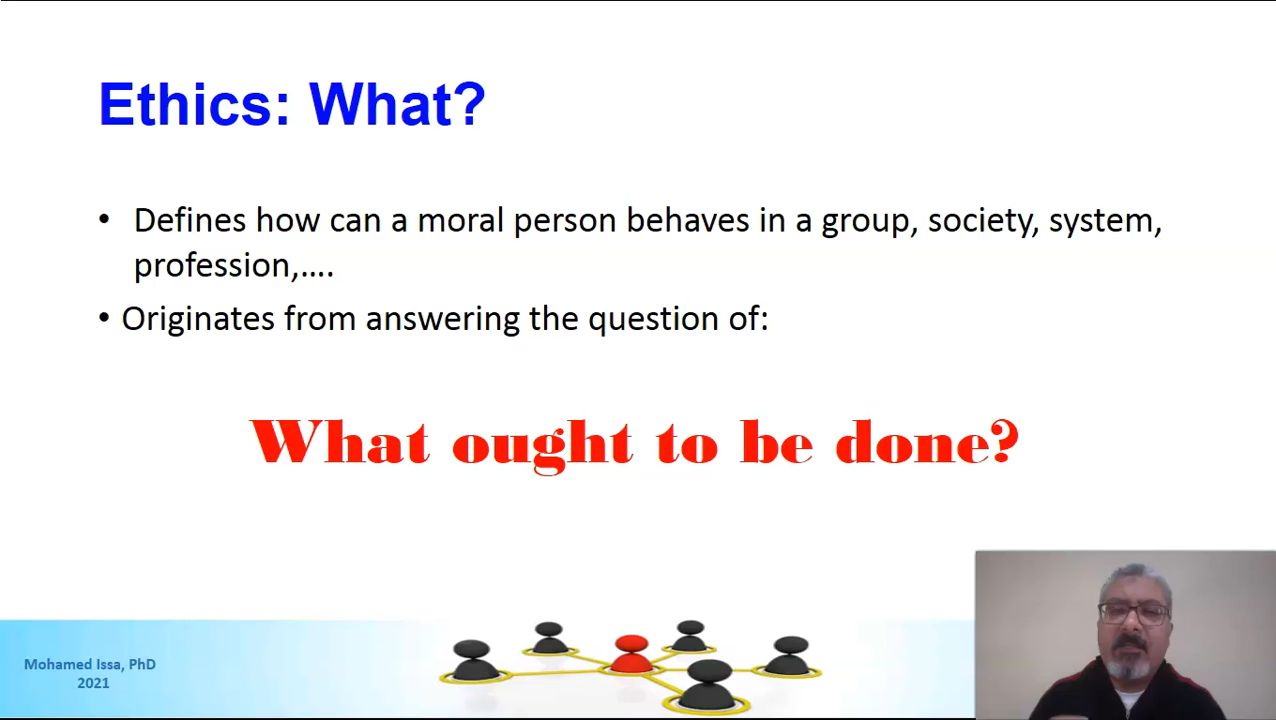 Ethics: What?
• Defines how can a moral person behaves in a group, society, system,
profession,....
• Originates from answering the question of:
What ought to be done?
Mohamed Issa, PhD
2021